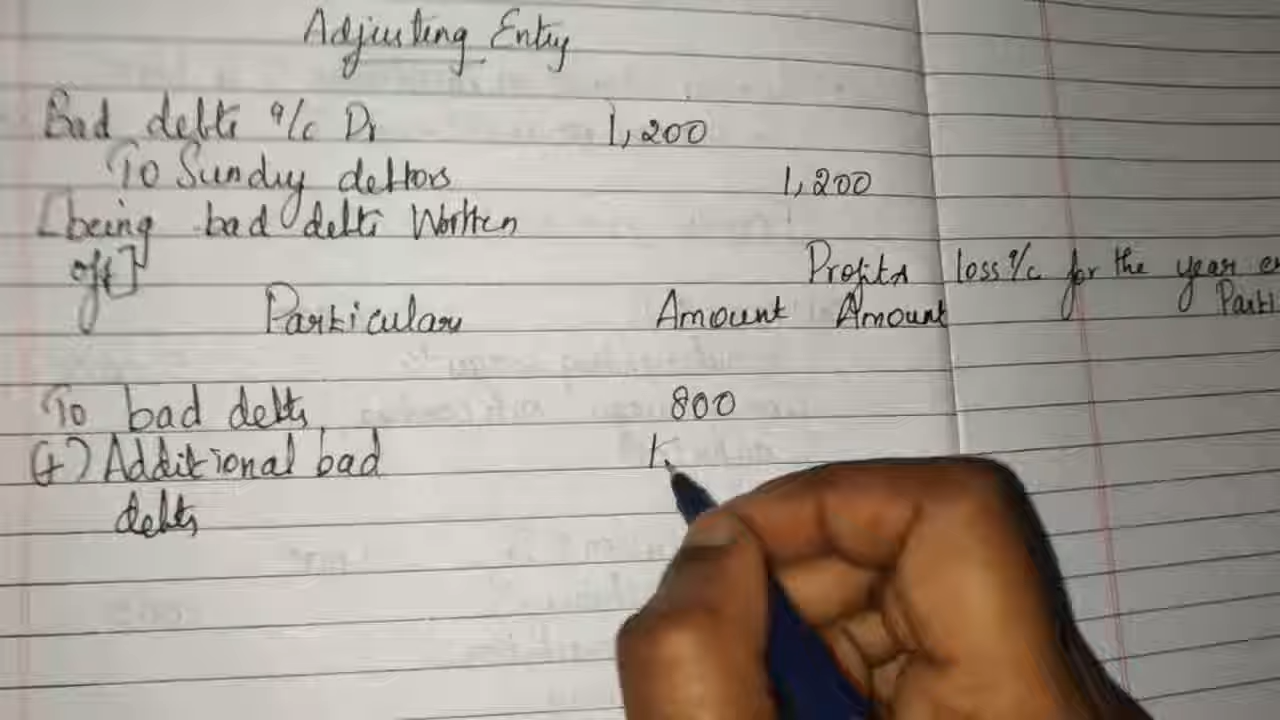 Adjusting Entry
Bad debts a/c Dr 1,200
To Sundry debtors 1,200
[being bad debts Written
off]
Profit & loss a/c for the year
Particulars Amount Amount
To bad debts 800
(+) Additional bad 1,
debts